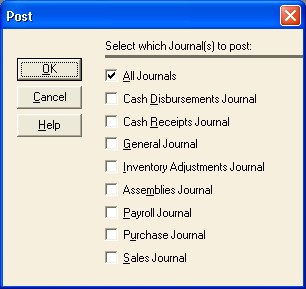 Post
Select which Journal(s) to post:
OK
Cancel
Help
All Journals
Cash Disbursements Journal
Cash Receipts Journal
General Journal
Inventory Adjustments Journal
Assemblies Journal
Payroll Journal
Purchase Journal
Sales Journal